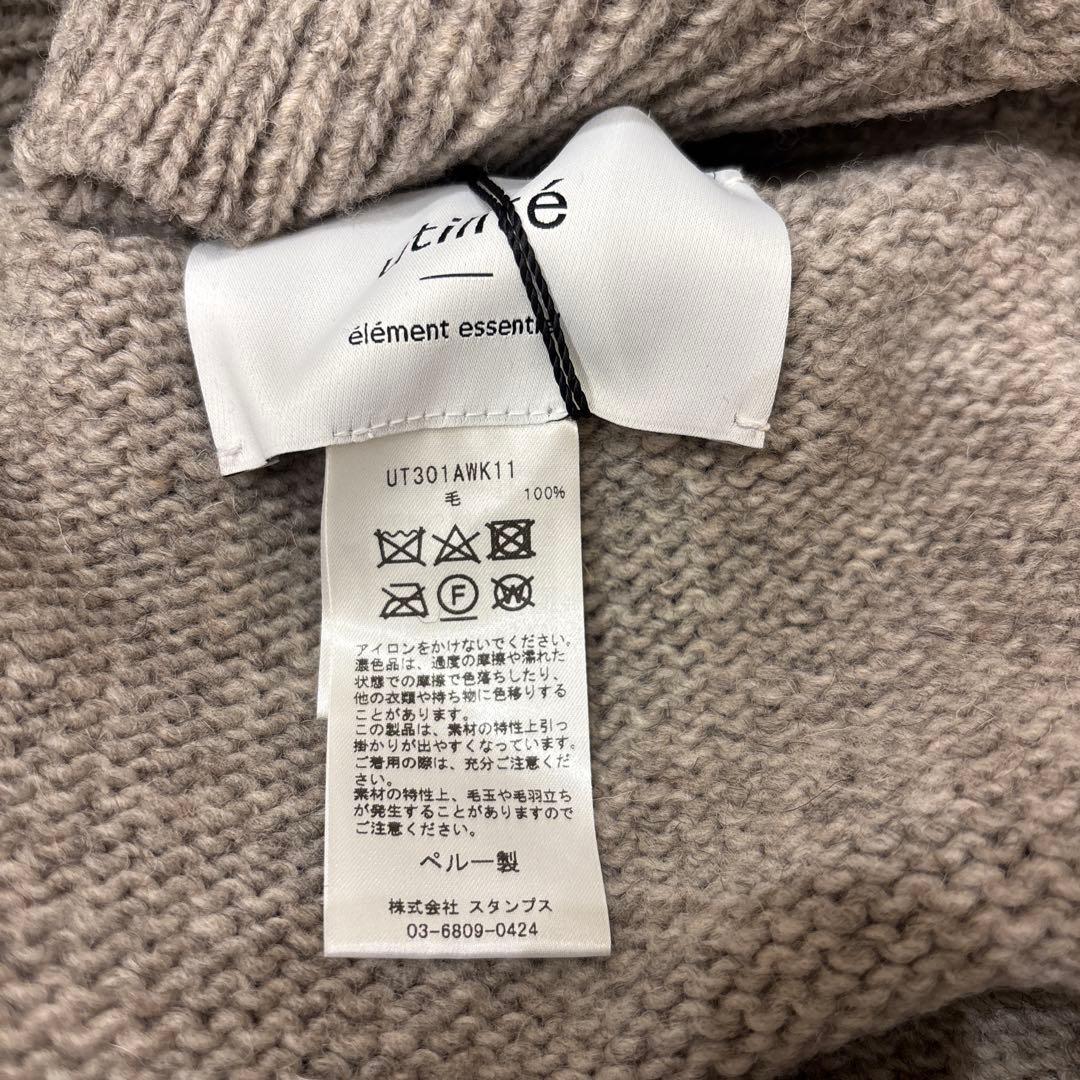 élément essentiel
UT301AWK11
毛 100%
F
W
アイロンをかけないでください。
濃色品は、過度の摩擦や濡れた
状態での摩擦で色落ちしたり、
他の衣類や持ち物に色移りする
ことがあります。
この製品は、素材の特性上引っ
掛かりが出やすくなっています。
ご着用の際は、充分ご注意くだ
さい。
素材の特性上、毛玉や毛羽立ち
が発生することがありますので
ご注意ください。
ペルー製
株式会社 スタンプス
03-6809-0424